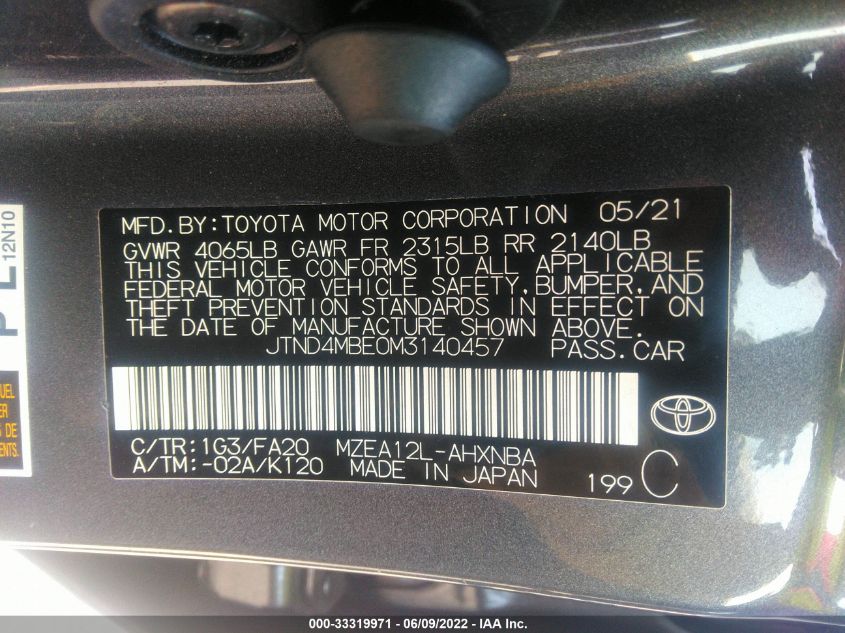 MFD.BY:TOYOTA MOTOR CORPORATION 05/21
GVWR 4065LB GAWR FR 2315LB RR 2140LB
THIS VEHICLE CONFORMS TO ALL APPLICABLE
FEDERAL MOTOR VEHICLE SAFETY,BUMPER,AND
THEFT PREVENTION STANDARDS IN EFFECT ON
THE DATE OF MANUFACTURE SHOWN ABOVE.
JTND4MBE0M3140457 PASS.CAR
C/TR:1G3/FA20 MZEA12L-AHXNBA
A/TM:-02A/K120 MADE IN JAPAN
199 C
12N10
000-33319971 - 06/09/2022 - IAA Inc.